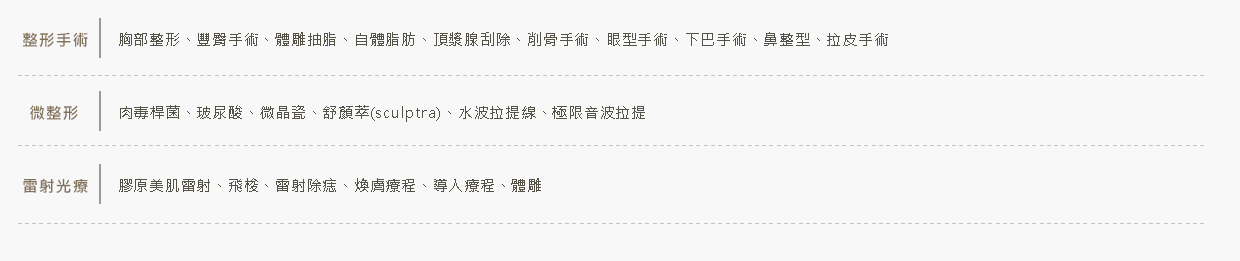 整形手術 胸部整形、豐臀手術、體雕抽脂、自體脂肪、頂漿腺刮除、削骨手術、眼型手術、下巴手術、鼻整型、拉皮手術
微整形 肉毒桿菌、玻尿酸、微晶瓷、舒顏萃(sculptra)、水波拉提線、極限音波拉提
雷射光療 膠原美肌雷射、飛梭、雷射除痣、煥膚療程、導入療程、體雕